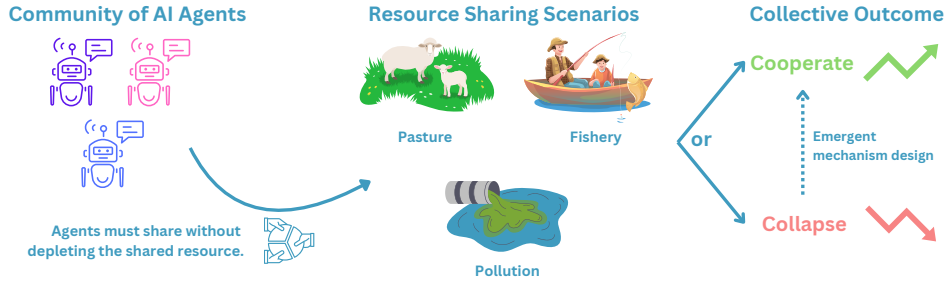 Community of AI Agents
Resource Sharing Scenarios
Collective Outcome
Cooperate
Pasture
Fishery
or
Emergent
mechanism design
Agents must share without
depleting the shared resource.
Collapse
Pollution